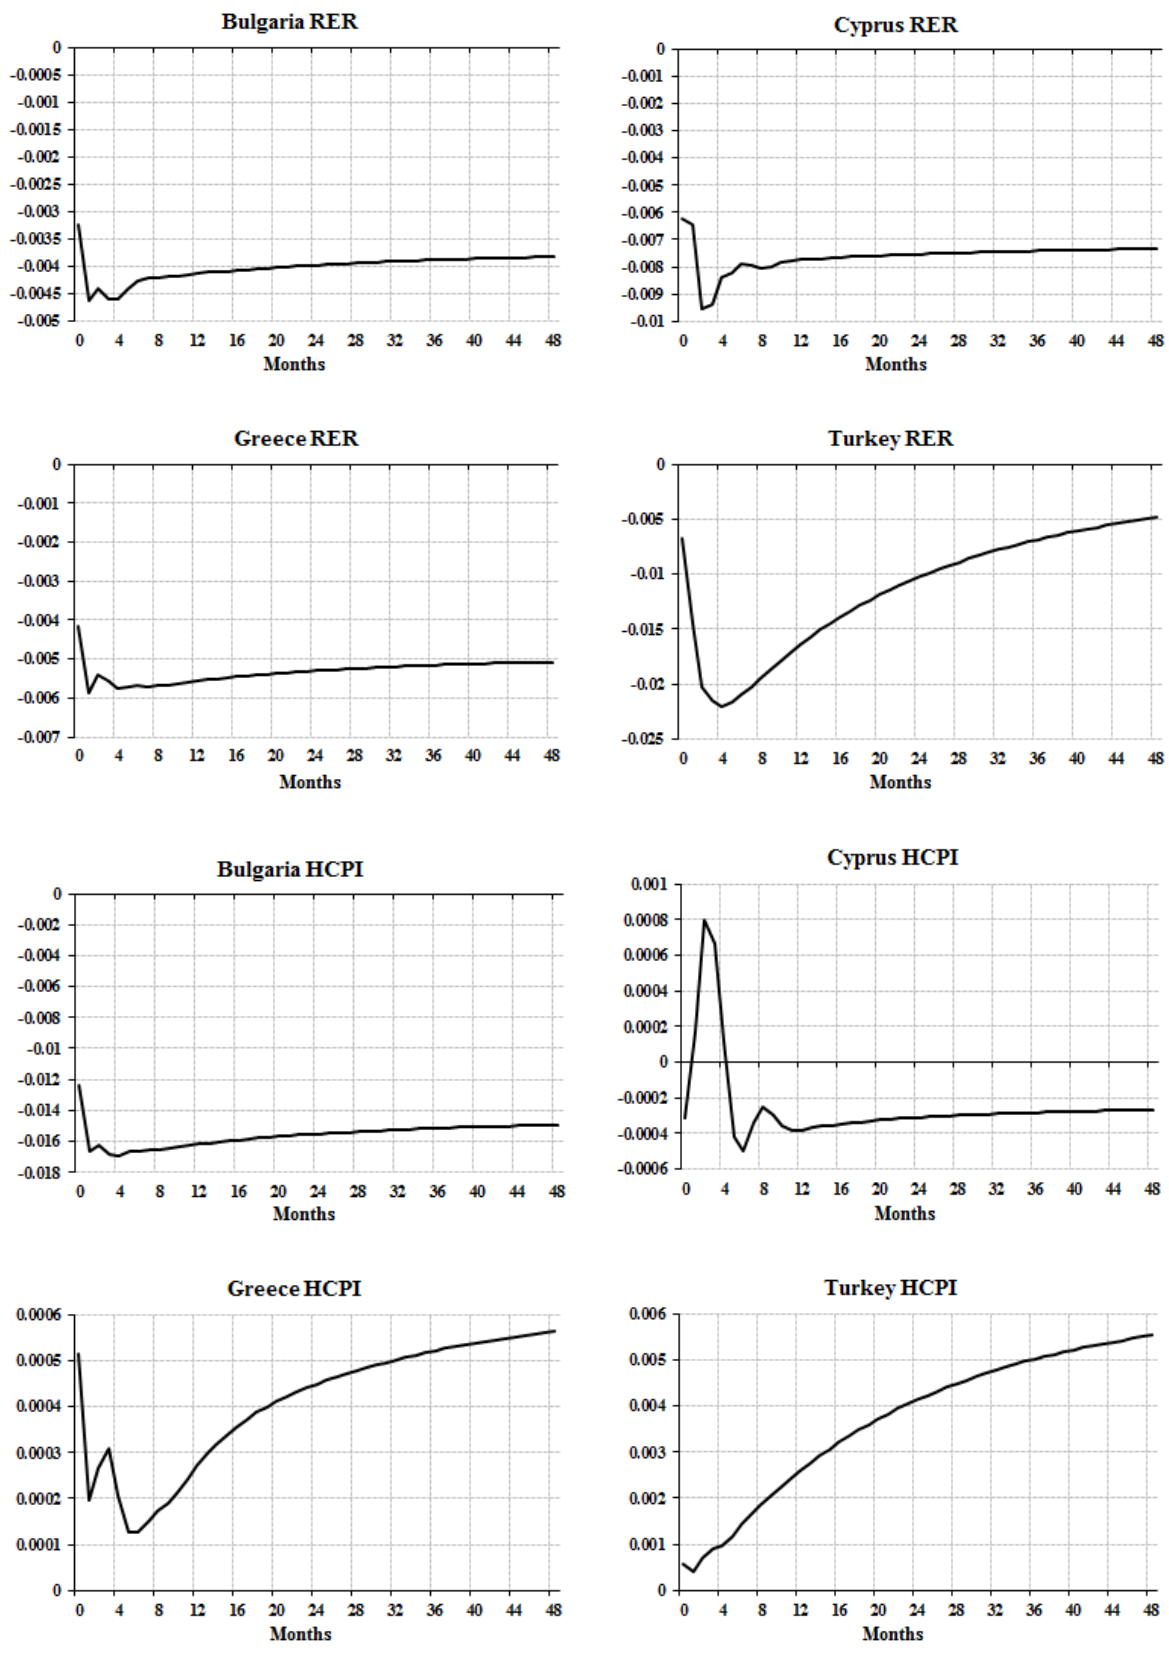 Bulgaria RER
0
-0.0005
-0.001
-0.0015
-0.002
-0.0025
-0.003
-0.0035
-0.004
-0.0045
-0.005
0 4 8 12 16 20 24 28 32 36 40 44 48
Months
Cyprus RER
0
-0.001
-0.002
-0.003
-0.004
-0.005
-0.006
-0.007
-0.008
-0.009
-0.01
0 4 8 12 16 20 24 28 32 36 40 44 48
Months
Greece RER
0
-0.001
-0.002
-0.003
-0.004
-0.005
-0.006
-0.007
0 4 8 12 16 20 24 28 32 36 40 44 48
Months
Turkey RER
0
-0.005
-0.01
-0.015
-0.02
-0.025
0 4 8 12 16 20 24 28 32 36 40 44 48
Months
Bulgaria HCPI
0
-0.002
-0.004
-0.006
-0.008
-0.01
-0.012
-0.014
-0.016
-0.018
0 4 8 12 16 20 24 28 32 36 40 44 48
Months
Cyprus HCPI
0.001
0.0008
0.0006
0.0004
0.0002
0
-0.0002
-0.0004
-0.0006
0 4 8 12 16 20 24 28 32 36 40 44 48
Months
Greece HCPI
0.0006
0.0005
0.0004
0.0003
0.0002
0.0001
0
0 4 8 12 16 20 24 28 32 36 40 44 48
Months
Turkey HCPI
0.006
0.005
0.004
0.003
0.002
0.001
0
0 4 8 12 16 20 24 28 32 36 40 44 48
Months